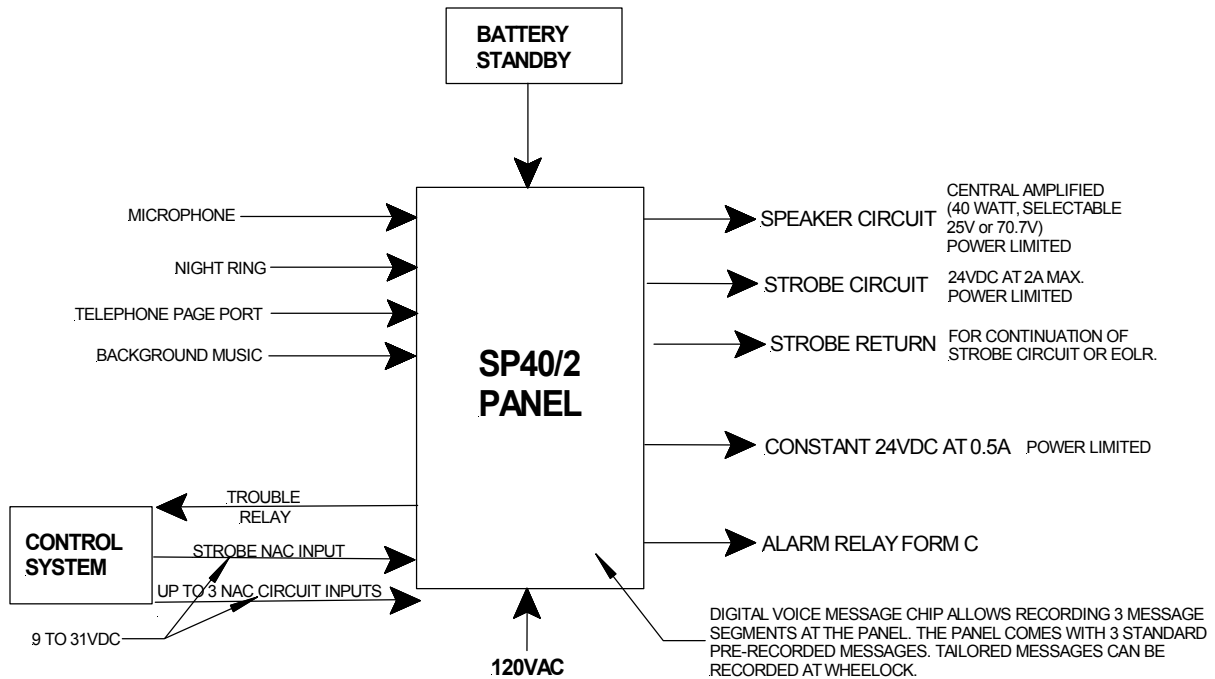 BATTERY
STANDBY
MICROPHONE
NIGHT RING
TELEPHONE PAGE PORT
BACKGROUND MUSIC
SP40/2
PANEL
SPEAKER CIRCUIT
CENTRAL AMPLIFIED
(40 WATT, SELECTABLE
25V or 70.7V)
POWER LIMITED
STROBE CIRCUIT
24VDC AT 2A MAX.
POWER LIMITED
STROBE RETURN
FOR CONTINUATION OF
STROBE CIRCUIT OR EOLR.
CONSTANT 24VDC AT 0.5A
POWER LIMITED
ALARM RELAY FORM C
TROUBLE
RELAY
CONTROL
SYSTEM
STROBE NAC INPUT
UP TO 3 NAC CIRCUIT INPUTS
9 TO 31VDC
120VAC
DIGITAL VOICE MESSAGE CHIP ALLOWS RECORDING 3 MESSAGE
SEGMENTS AT THE PANEL. THE PANEL COMES WITH 3 STANDARD
PRE-RECORDED MESSAGES. TAILORED MESSAGES CAN BE
RECORDED AT WHEELOCK.